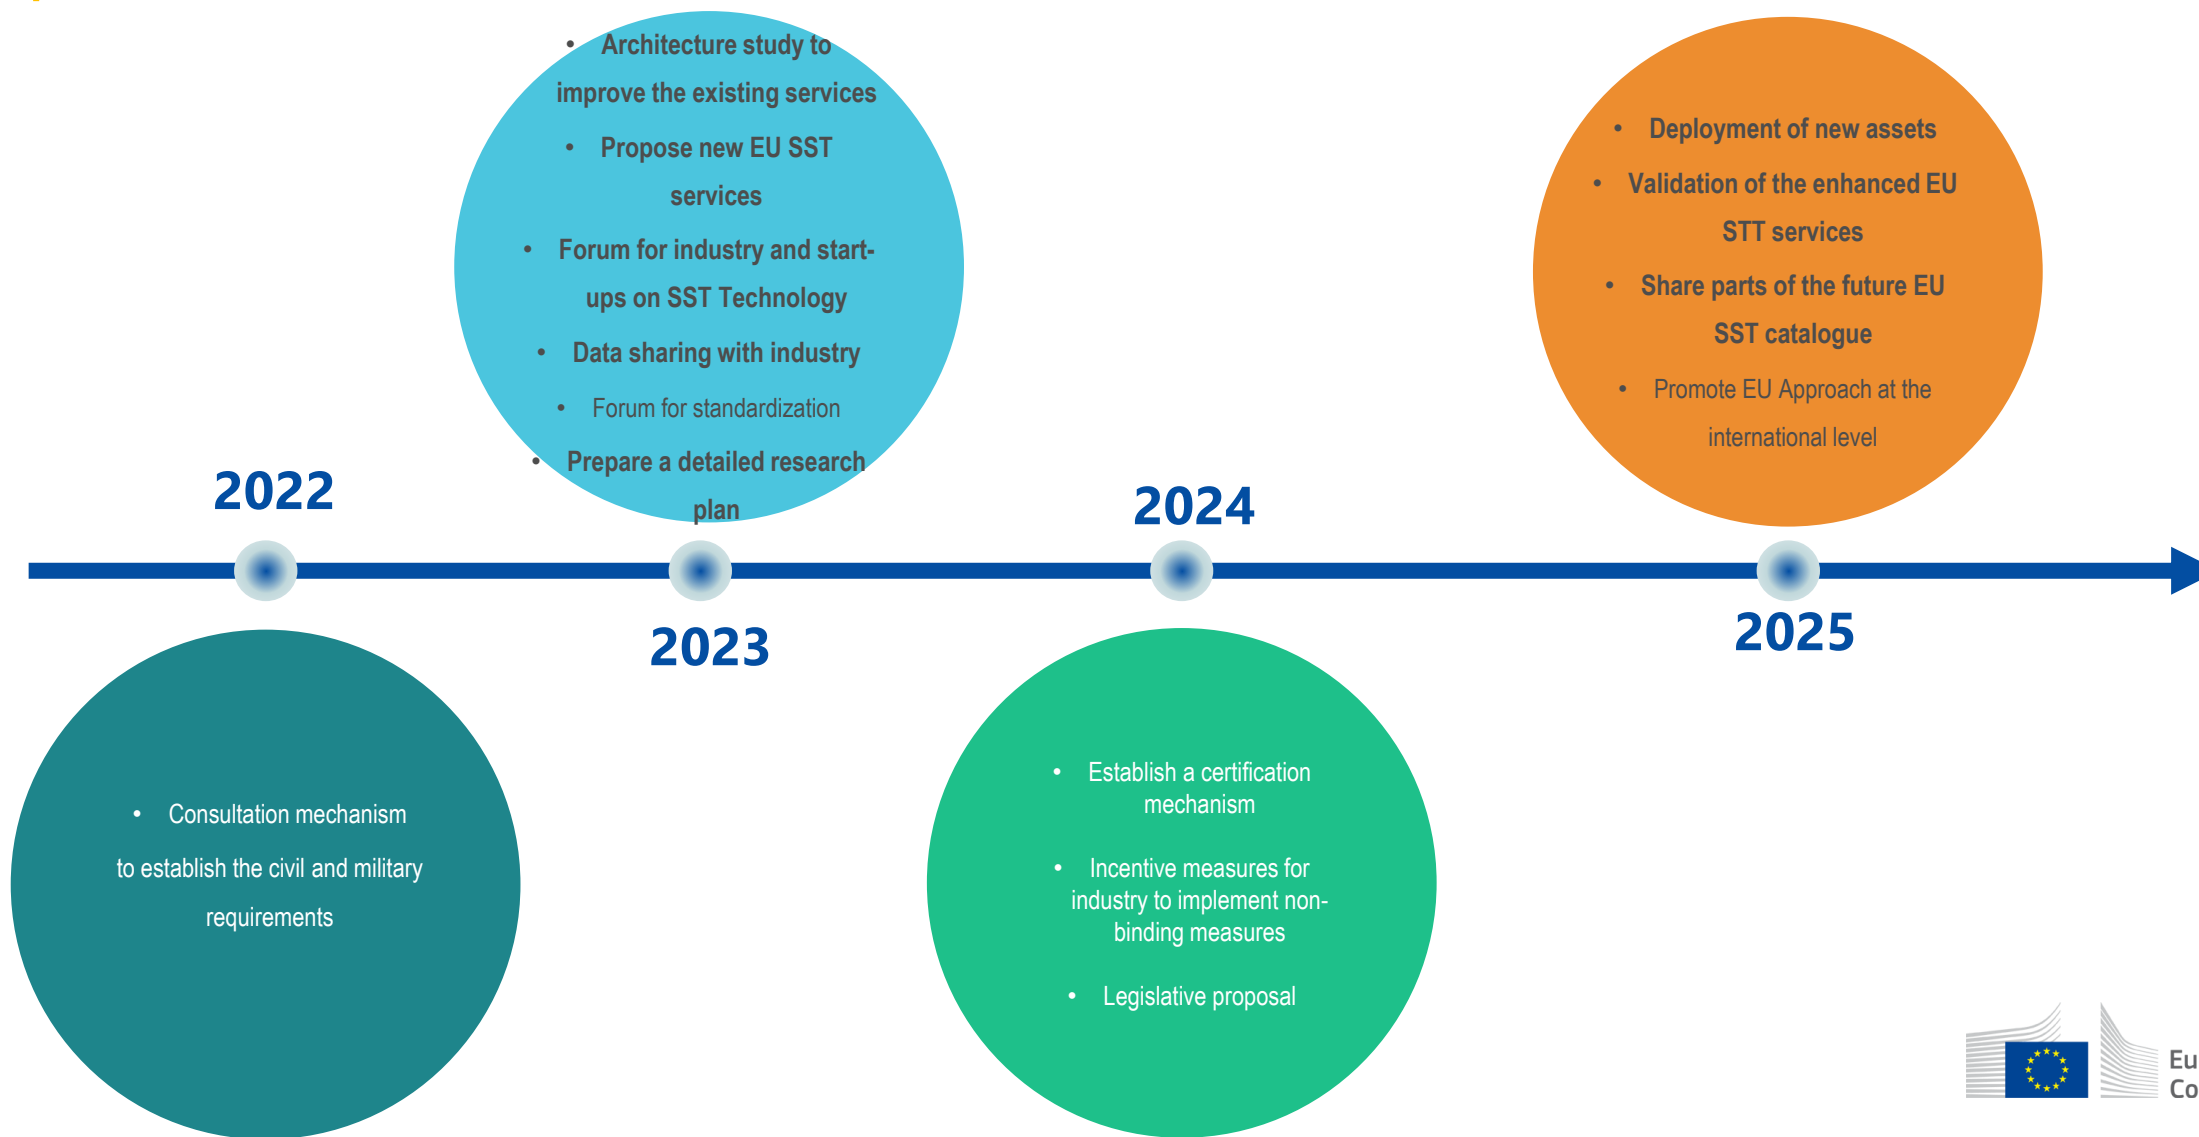 • Architecture study to
improve the existing services
• Propose new EU SST
services
• Forum for industry and start-
ups on SST Technology
• Data sharing with industry
• Forum for standardization
• Prepare a detailed research
plan
• Deployment of new assets
• Validation of the enhanced EU
STT services
• Share parts of the future EU
SST catalogue
• Promote EU Approach at the
international level
2022
2024
2023
2025
• Consultation mechanism
to establish the civil and military
requirements
• Establish a certification
mechanism
• Incentive measures for
industry to implement non-
binding measures
• Legislative proposal
Eu
Co